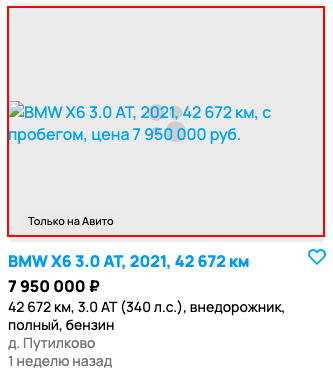 BMW X6 3.0 AT, 2021, 42 672 км, с
пробегом, цена 7 950 000 руб.
Только на Авито
BMW X6 3.0 AT, 2021, 42 672 км
7 950 000 ₽
42 672 км, 3.0 AT (340 л.с.), внедорожник,
полный, бензин
д. Путилково
1 неделю назад